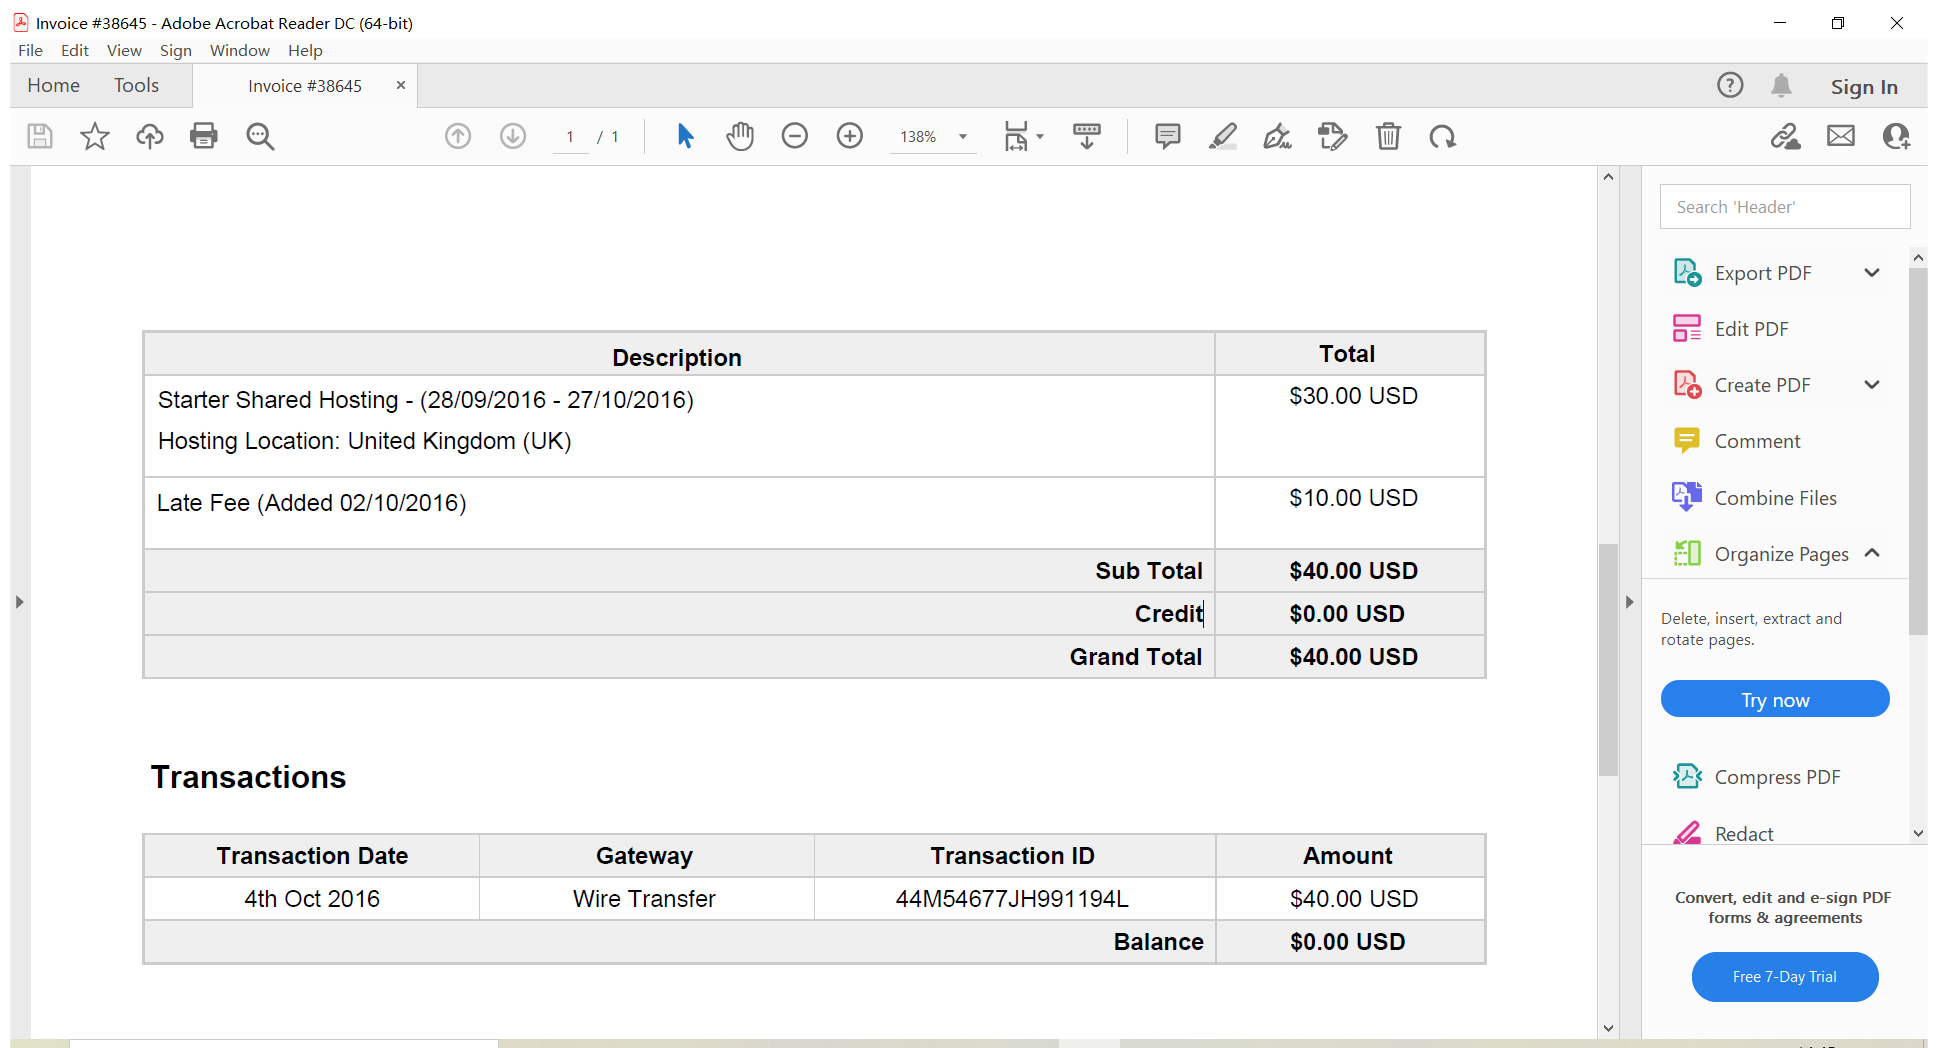 Invoice #38645 - Adobe Acrobat Reader DC (64-bit)
File Edit View Sign Window Help
Home Tools Invoice #38645 Sign In
1 / 1 138%
Search 'Header'
Export PDF
Edit PDF
Create PDF
Comment
Combine Files
Organize Pages
Delete, insert, extract and
rotate pages.
Try now
Compress PDF
Redact
Convert, edit and e-sign PDF
forms & agreements
Free 7-Day Trial
Description Total
Starter Shared Hosting - (28/09/2016 - 27/10/2016) $30.00 USD
Hosting Location: United Kingdom (UK)
Late Fee (Added 02/10/2016) $10.00 USD
Sub Total $40.00 USD
Credit $0.00 USD
Grand Total $40.00 USD
Transactions
Transaction Date Gateway Transaction ID Amount
4th Oct 2016 Wire Transfer 44M54677JH991194L $40.00 USD
Balance $0.00 USD